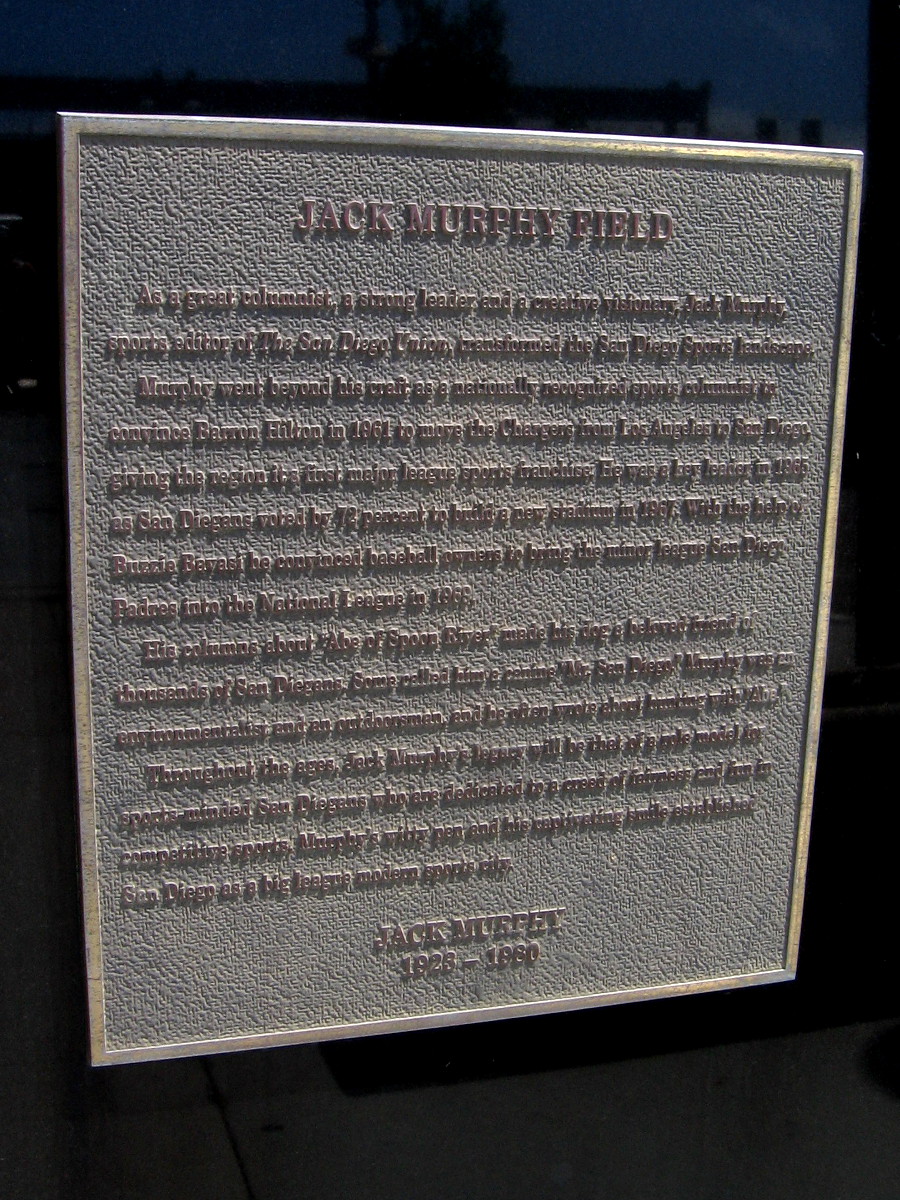 JACK MURPHY FIELD
As a great columnist, a strong leader and a creative visionary, Jack Murphy,
sports editor of The San Diego Union, transformed the San Diego Sports landscape.
Murphy went beyond his craft as a nationally recognized sports columnist to
convince Barron Hilton in 1961 to move the Chargers from Los Angeles to San Diego,
giving the region its first major league sports franchise. He was a key leader in 1965
as San Diegans voted by 72 percent to build a new stadium in 1967. With the help of
Buzzie Bavasi he convinced baseball owners to bring the minor league San Diego
Padres into the National League in
His columns about "Abe of Spoon River" made his dog a beloved friend of
thousands of San Diegans. Some called him a canine "Mr. San Diego." Murphy was an
environmentalist and an outdoorsman, and he often wrote about hunting with "Abe."
Throughout the ages, Jack Murphy's legacy will be that of a role model for
sports-minded San Diegans who are dedicated to a creed of fairness and fun in
competitive sports. Murphy's witty pen and his captivating smile established
San Diego as a big league modern sports city.
JACK MURPHY
1923 – 1980